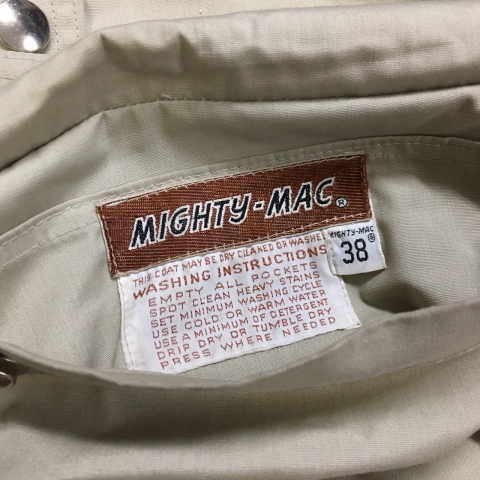 MIGHTY-MAC®
MIGHTY-MAC®
38
THIS COAT MAY BE DRY CLEANED OR WASHED
WASHING INSTRUCTIONS
EMPTY ALL POCKETS
SPOT CLEAN HEAVY STAINS
SET MINIMUM WASHING CYCLE
USE COLD OR WARM WATER
USE A MINIMUM OF DETERGENT
DRIP DRY OR TUMBLE DRY
PRESS WHERE NEEDED